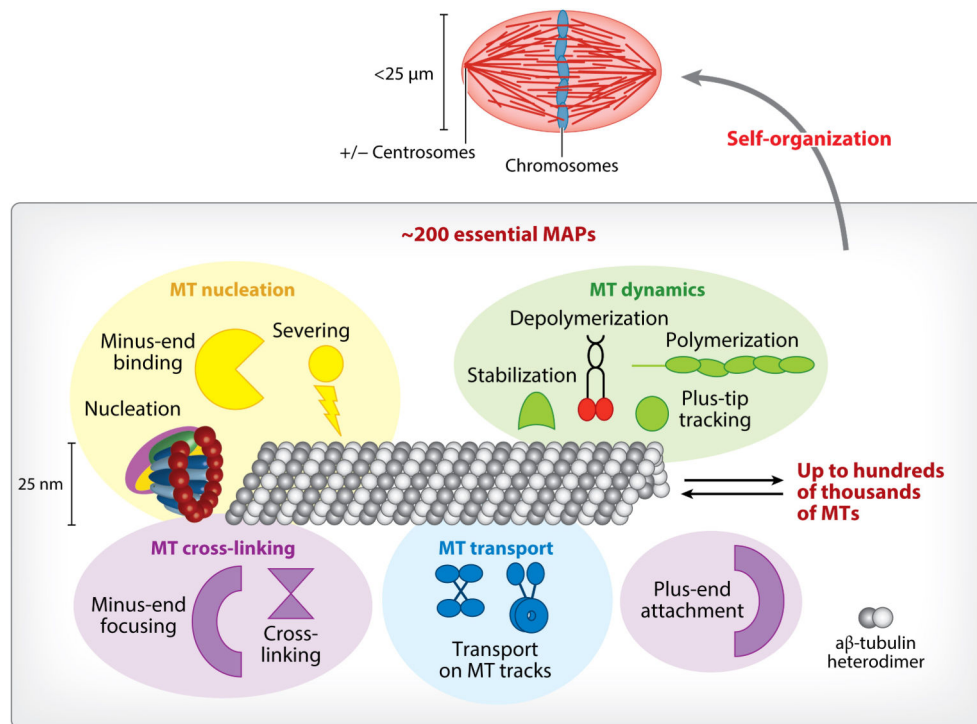 <25 µm
+/– Centrosomes
Chromosomes
Self-organization
~200 essential MAPs
MT nucleation
Minus-end
binding
Severing
Nucleation
MT dynamics
Depolymerization
Polymerization
Stabilization
Plus-tip
tracking
25 nm
Up to hundreds
of thousands
of MTs
MT cross-linking
Minus-end
focusing
Cross-
linking
MT transport
Transport
on MT tracks
Plus-end
attachment
aβ-tubulin
heterodimer